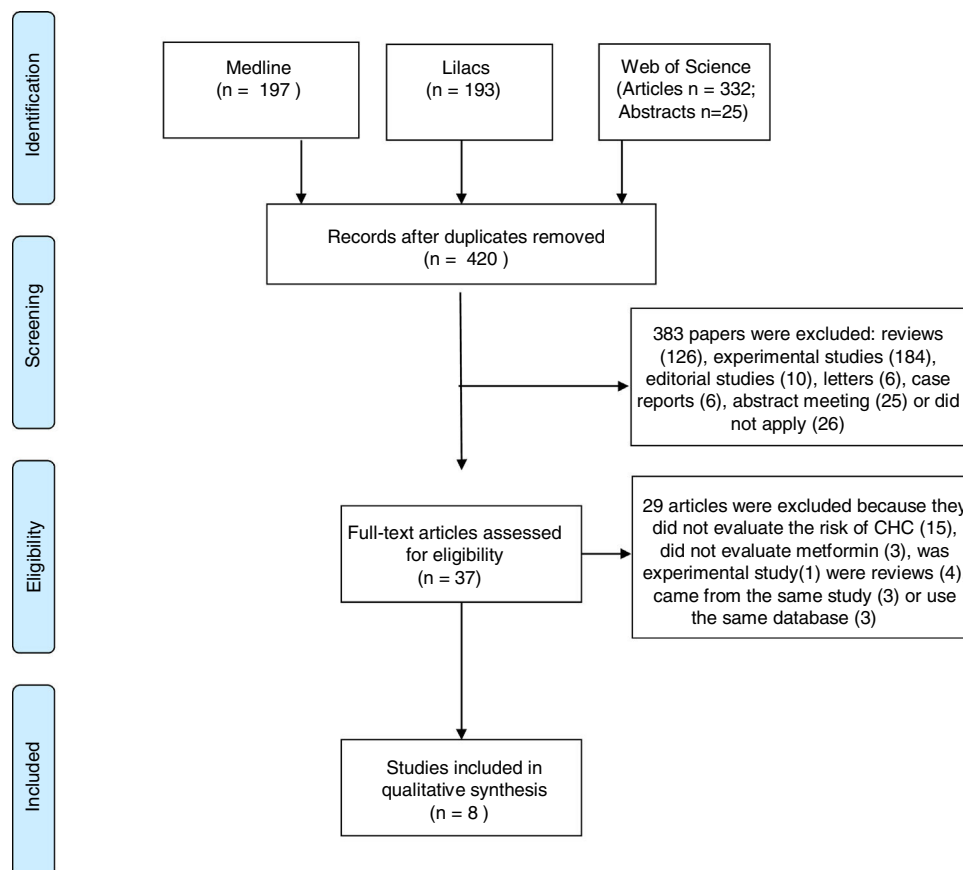 Identification
Medline
(n = 197 )
Lilacs
(n = 193)
Web of Science
(Articles n = 332;
Abstracts n=25)
Records after duplicates removed
(n = 420 )
Screening
383 papers were excluded: reviews
(126), experimental studies (184),
editorial studies (10), letters (6), case
reports (6), abstract meeting (25) or did
not apply (26)
Eligibility
Full-text articles assessed
for eligibility
(n = 37)
29 articles were excluded because they
did not evaluate the risk of CHC (15),
did not evaluate metformin (3), was
experimental study(1) were reviews (4)
came from the same study (3) or use
the same database (3)
Included
Studies included in
qualitative synthesis
(n = 8 )